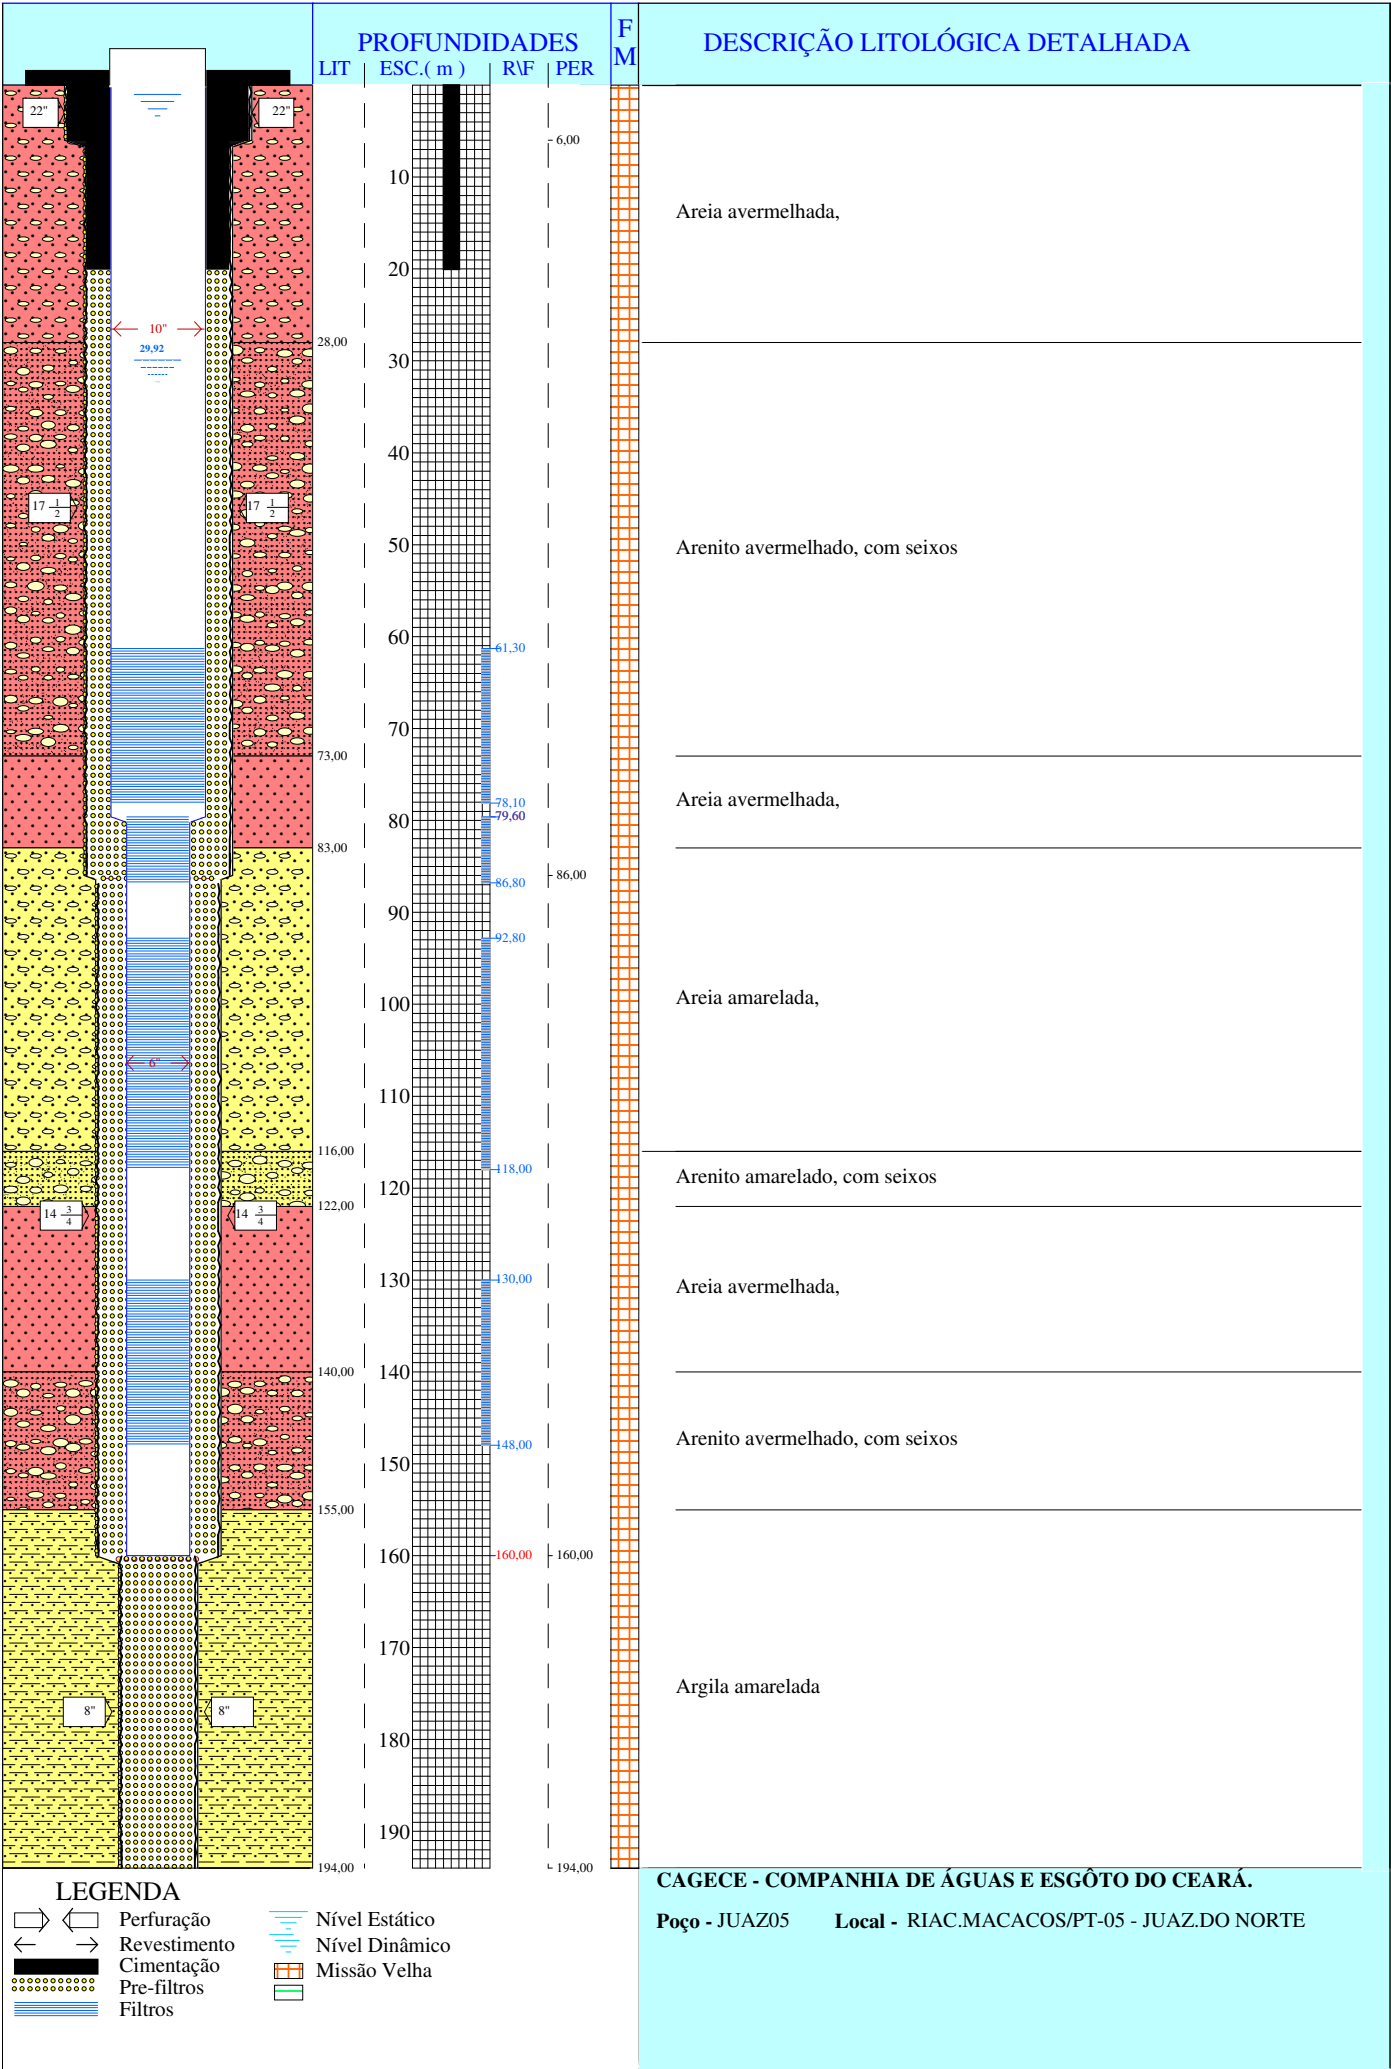 PROFUNDIDADES
LIT ESC.( m ) R\F PER
F
M
DESCRIÇÃO LITOLÓGICA DETALHADA
22" 22"
6,00
10
Areia avermelhada,
20
10"
28,00
29,92
30
40
17 1/2 17 1/2
50
Arenito avermelhado, com seixos
60
61,30
70
73,00
78,10
Areia avermelhada,
79,60
80
83,00
86,00
86,80
90
92,80
100
Areia amarelada,
6"
110
116,00
118,00
Arenito amarelado, com seixos
120
122,00
14 3/4 14 3/4
130
130,00
Areia avermelhada,
140,00
140
Arenito avermelhado, com seixos
148,00
150
155,00
160
160,00
160,00
170
Argila amarelada
8" 8"
180
190
194,00
194,00
LEGENDA
Perfuração
Revestimento
Cimentação
Pre-filtros
Filtros
Nível Estático
Nível Dinâmico
Missão Velha
CAGECE - COMPANHIA DE ÁGUAS E ESGÔTO DO CEARÁ.
Poço - JUAZ05 Local - RIAC.MACACOS/PT-05 - JUAZ.DO NORTE